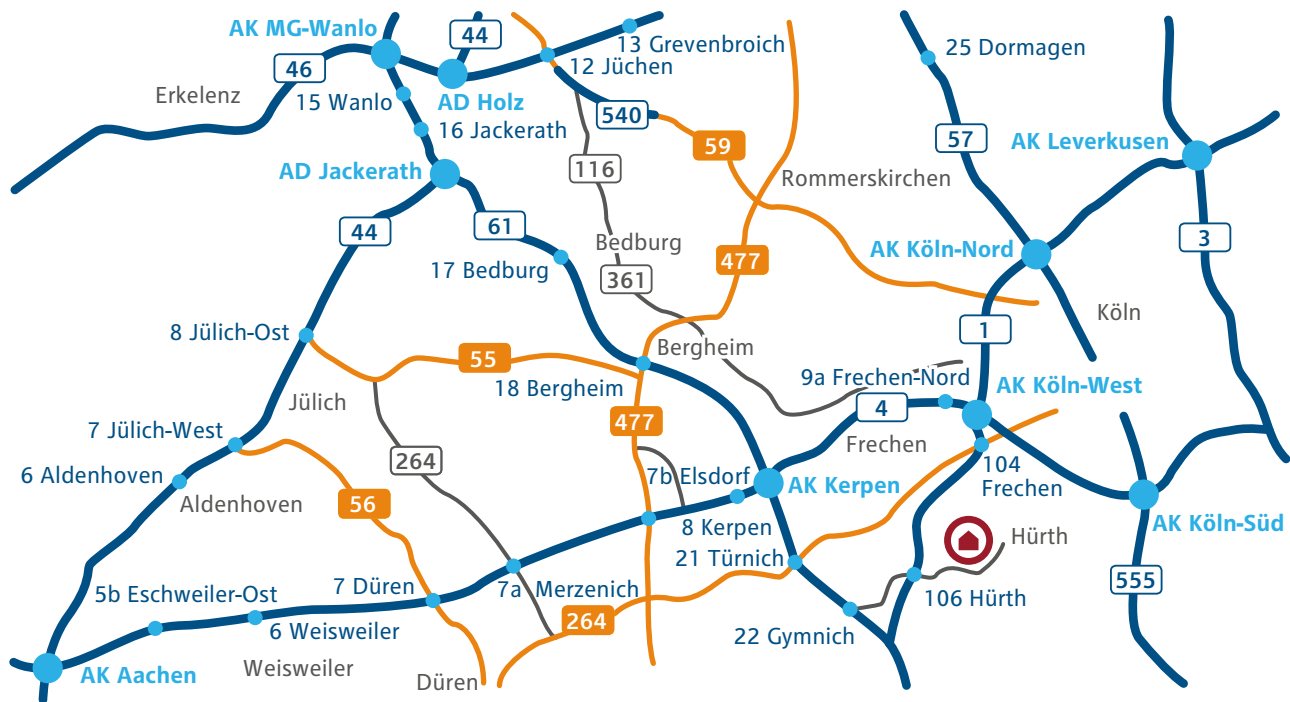 AK MG-Wanlo
44
13 Grevenbroich
25 Dormagen
12 Jüchen
46
Erkelenz
15 Wanlo
AD Holz
540
57
16 Jackerath
59
AK Leverkusen
AD Jackerath
116
Rommerskirchen
44
61
Bedburg
AK Köln-Nord
3
17 Bedburg
477
361
Köln
8 Jülich-Ost
1
Bergheim
55
18 Bergheim
9a Frechen-Nord
AK Köln-West
Jülich
4
477
7 Jülich-West
Frechen
264
104
Frechen
6 Aldenhoven
7b Elsdorf
AK Kerpen
Aldenhoven
56
8 Kerpen
AK Köln-Süd
Hürth
21 Türnich
555
5b Eschweiler-Ost
7 Düren
7a Merzenich
106 Hürth
264
6 Weisweiler
22 Gymnich
Weisweiler
AK Aachen
Düren